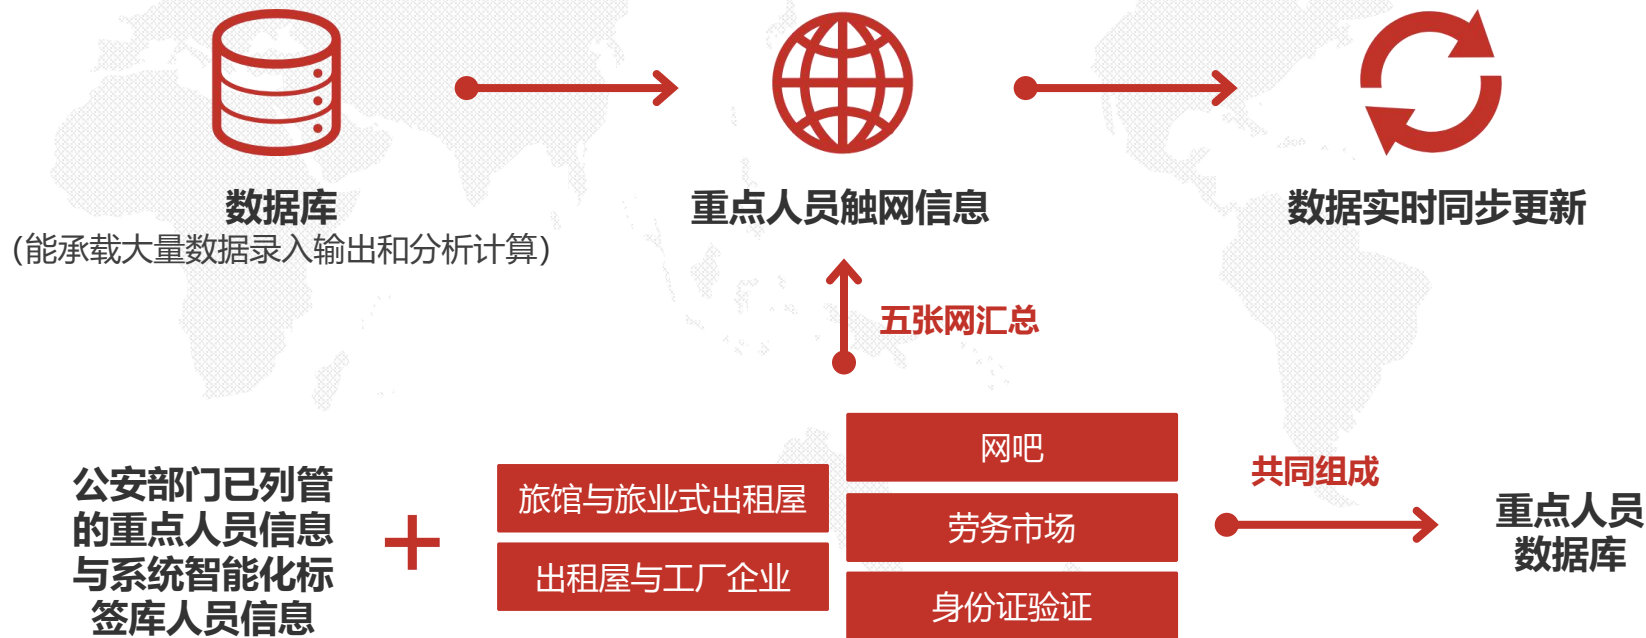 数据库
(能承载大量数据录入输出和分析计算)
重点人员触网信息
数据实时同步更新
五张网汇总
公安部门已列管
的重点人员信息
与系统智能化标
签库人员信息
+
旅馆与旅业式出租屋
出租屋与工厂企业
网吧
劳务市场
身份证验证
共同组成
重点人员
数据库